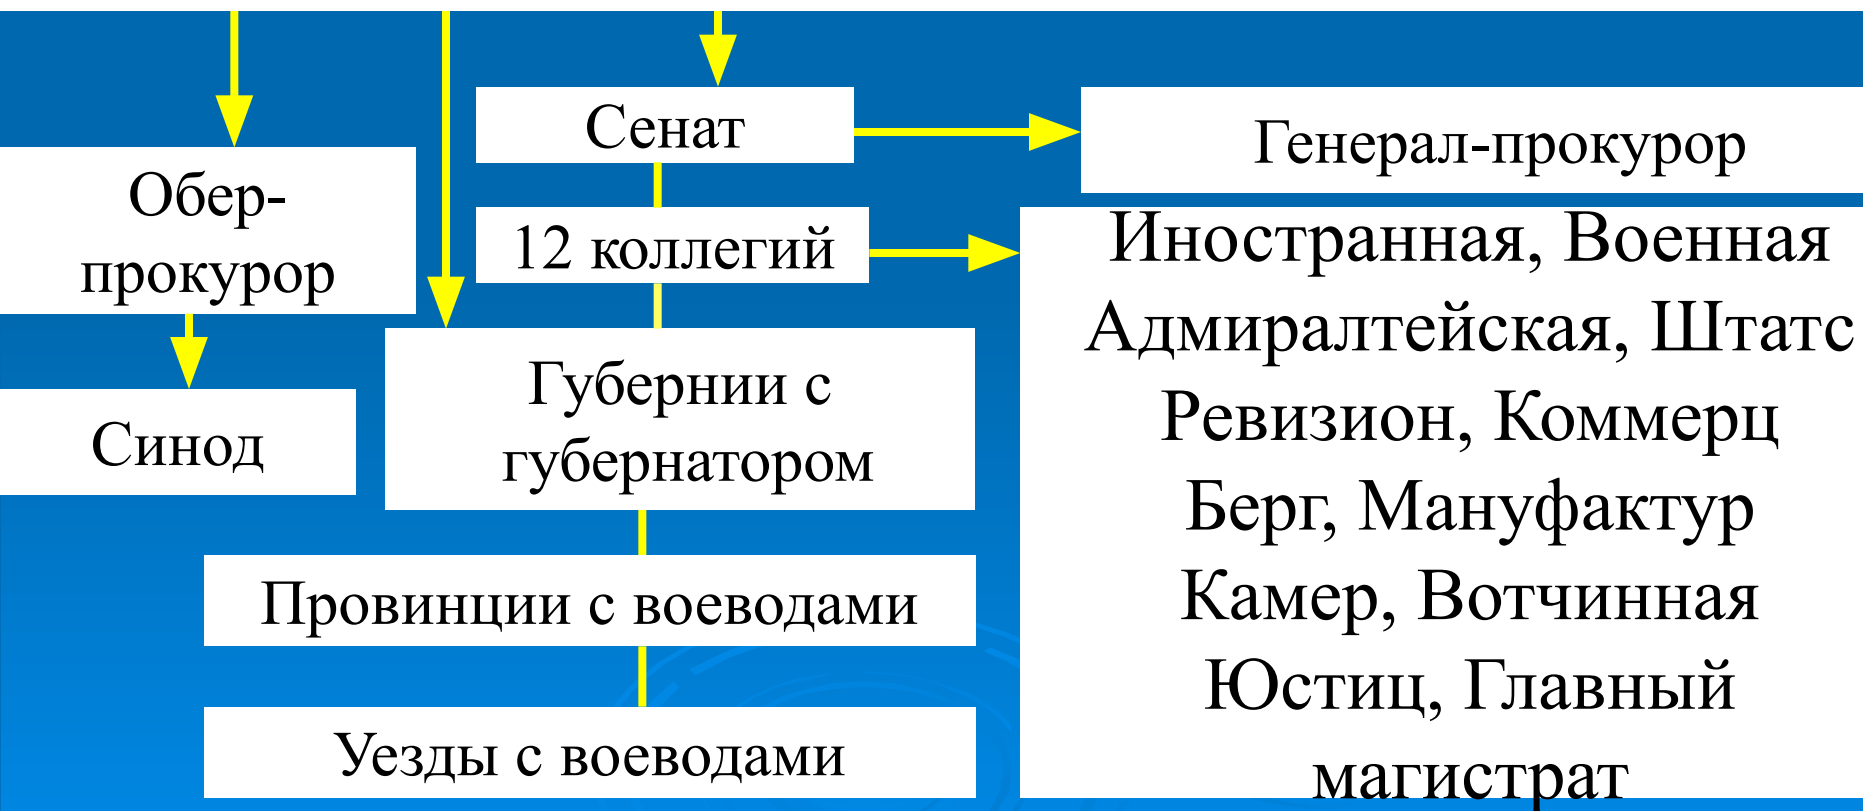 Сенат
Генерал-прокурор
Обер-
прокурор
12 коллегий
Иностранная, Военная
Адмиралтейская, Штатс
Ревизион, Коммерц
Берг, Мануфактур
Камер, Вотчинная
Юстиц, Главный
магистрат
Синод
Губернии с
губернатором
Провинции с воеводами
Уезды с воеводами